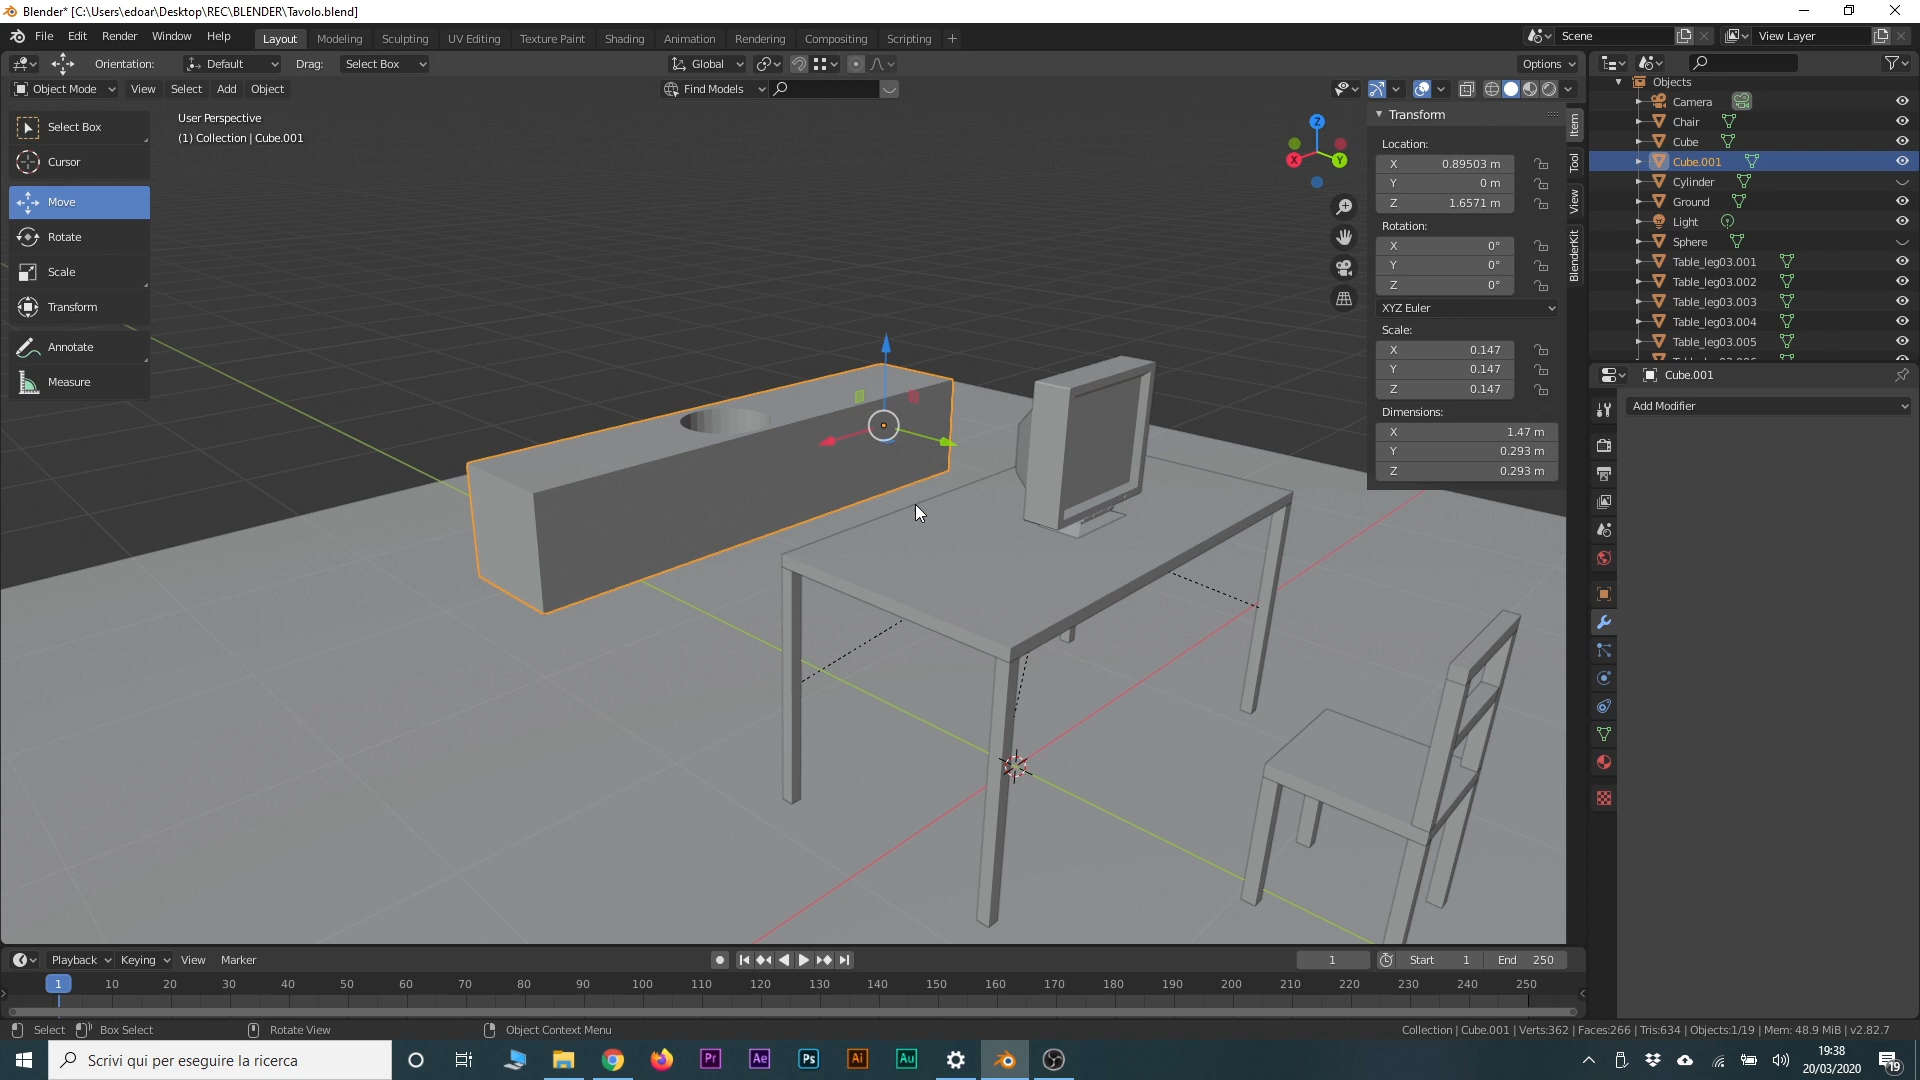 Blender* [C:\Users\edoar\Desktop\REC\BLENDER\Tavolo.blend]
File Edit Render Window Help Layout Modeling Sculpting UV Editing Texture Paint Shading Animation Rendering Compositing Scripting + Scene View Layer
Orientation: Default Drag: Select Box Global Options
Object Mode View Select Add Object Find Models
User Perspective
(1) Collection | Cube.001
Select Box
Cursor
Move
Rotate
Scale
Transform
Annotate
Measure
Z
X
Y
Transform
Location:
X 0.89503 m
Y 0 m
Z 1.6571 m
Rotation:
X 0°
Y 0°
Z 0°
XYZ Euler
Scale:
X 0.147
Y 0.147
Z 0.147
Dimensions:
X 1.47 m
Y 0.293 m
Z 0.293 m
Item
Tool
View
BlenderKit
Objects
Camera
Chair
Cube
Cube.001
Cylinder
Ground
Light
Sphere
Table_leg03.001
Table_leg03.002
Table_leg03.003
Table_leg03.004
Table_leg03.005
Cube.001
Add Modifier
Playback Keying View Marker 1 Start 1 End 250
1 10 20 30 40 50 60 70 80 90 100 110 120 130 140 150 160 170 180 190 200 210 220 230 240 250
Select Box Select Rotate View Object Context Menu Collection | Cube.001 | Verts:362 | Faces:266 | Tris:634 | Objects:1/19 | Mem: 48.9 MiB | v2.82.7
Scrivi qui per eseguire la ricerca
Pr Ae Ps Ai Au
19:38
20/03/2020
19